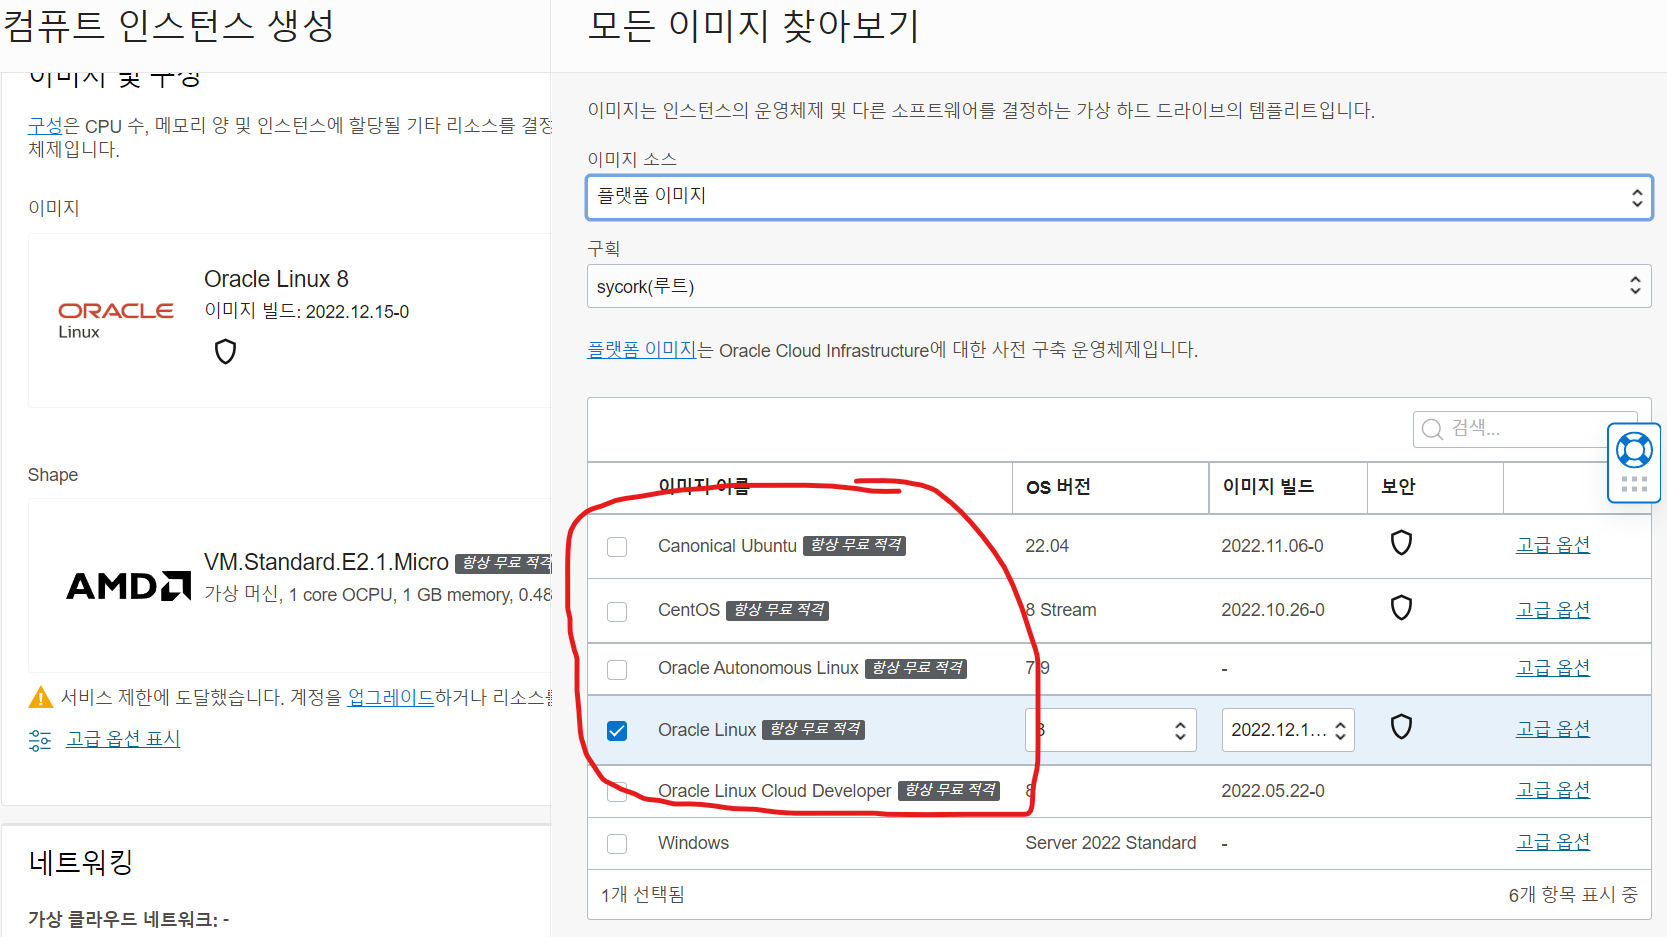 컴퓨트 인스턴스 생성
이미지 및 구성
구성은 CPU 수, 메모리 양 및 인스턴스에 할당될 기타 리소스를 결정
체제입니다.
이미지
ORACLE
Linux
Oracle Linux 8
이미지 빌드: 2022.12.15-0
Shape
AMD
VM.Standard.E2.1.Micro 항상 무료 적격
가상 머신, 1 core OCPU, 1 GB memory, 0.48
서비스 제한에 도달했습니다. 계정을 업그레이드하거나 리소스를
고급 옵션 표시
네트워킹
가상 클라우드 네트워크: -
모든 이미지 찾아보기
이미지는 인스턴스의 운영체제 및 다른 소프트웨어를 결정하는 가상 하드 드라이브의 템플리트입니다.
이미지 소스
플랫폼 이미지
구획
sycork(루트)
플랫폼 이미지는 Oracle Cloud Infrastructure에 대한 사전 구축 운영체제입니다.
검색...
이미지 이름 OS 버전 이미지 빌드 보안
Canonical Ubuntu 항상 무료 적격 22.04 2022.11.06-0 고급 옵션
CentOS 항상 무료 적격 8 Stream 2022.10.26-0 고급 옵션
Oracle Autonomous Linux 항상 무료 적격 7.9 - 고급 옵션
Oracle Linux 항상 무료 적격 8 2022.12.1... 고급 옵션
Oracle Linux Cloud Developer 항상 무료 적격 8 2022.05.22-0 고급 옵션
Windows Server 2022 Standard - 고급 옵션
1개 선택됨 6개 항목 표시 중